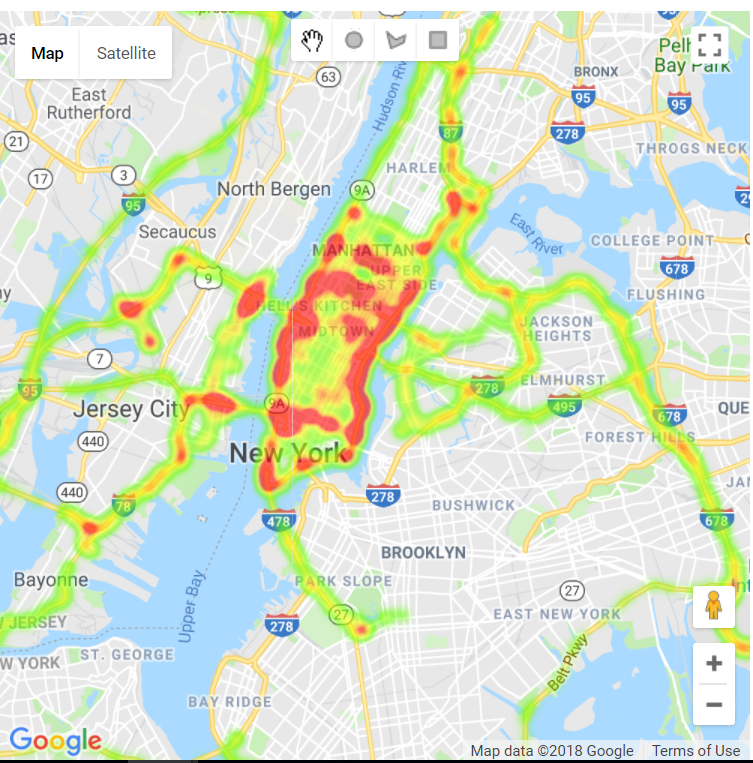 Map
Satellite
Hudson Riv
Pelh
Bay Park
BRONX
95
95
63
East
Rutherford
87
278
21
THROGS NECK
HARLEM
17
3
North Bergen
9A
95
Secaucus
East River
COLLEGE POINT
MANHATTAN
UPPER
EAST SIDE
678
9
FLUSHING
HELL'S KITCHEN
MIDTOWN
JACKSON
HEIGHTS
7
95
278
ELMHURST
9A
495
678
QUE
Jersey City
440
FOREST HILLS
New York
JAM
440
278
78
BUSHWICK
478
678
BROOKLYN
Bayonne
PARK SLOPE
27
27
EAST NEW YORK
JERSEY
W YORK
ST. GEORGE
Upper Bay
278
Belt Pkwy
BAY RIDGE
Google
Map data ©2018 Google
Terms of Use